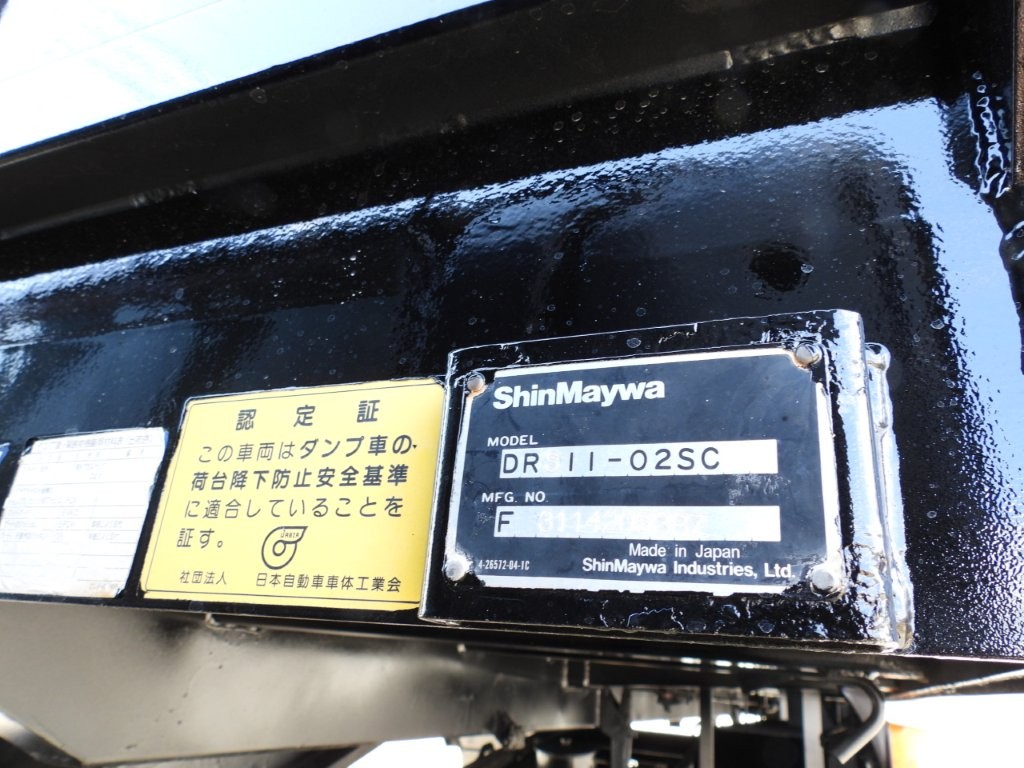 認定証
この車両はダンプ車の
荷台降下防止安全基準
に適合していることを
証す。
JABIA
社団法人 日本自動車車体工業会
ShinMaywa
MODEL
DR 11-02SC
MFG. NO.
F
Made in Japan
4-26572-04-1C
ShinMaywa Industries, Ltd.